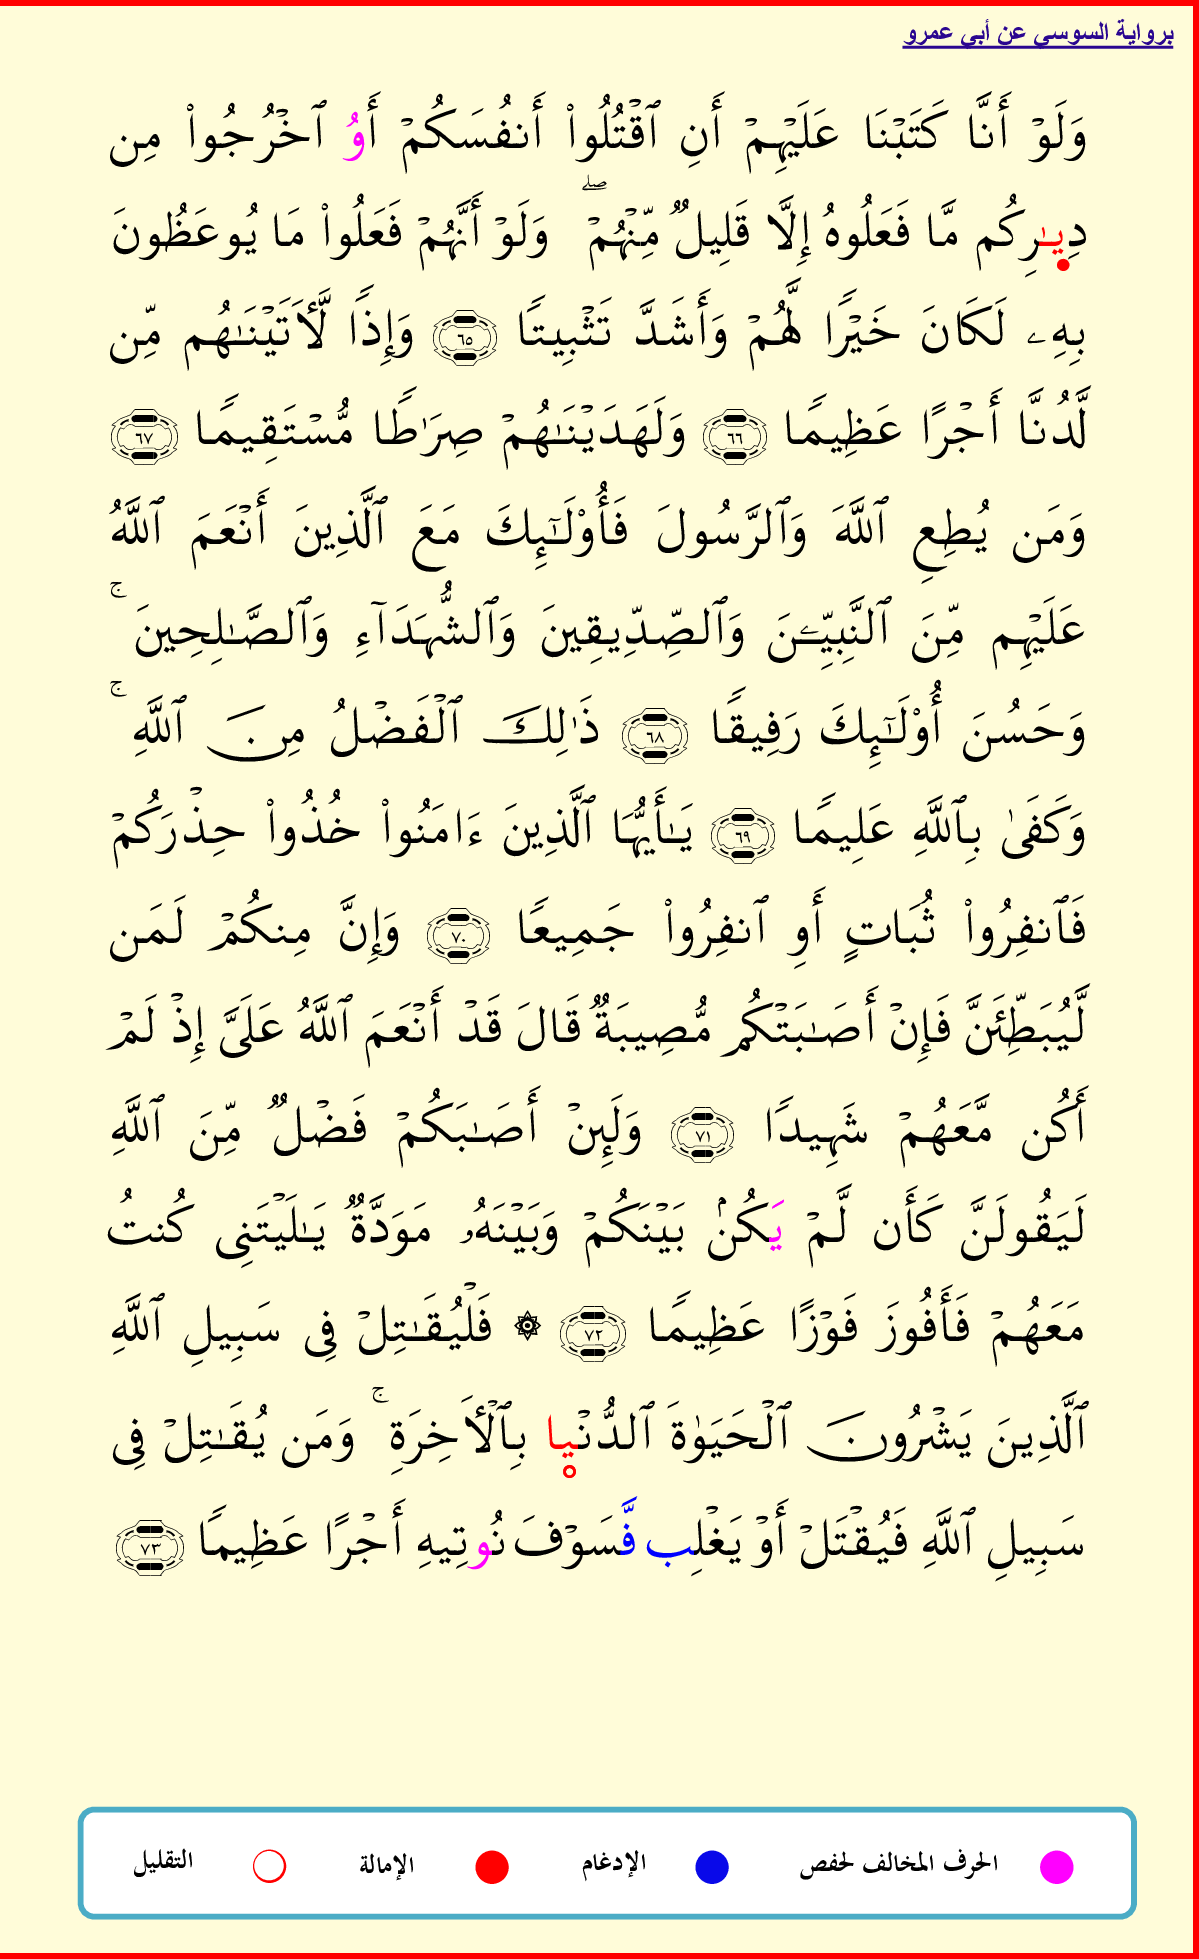 برواية السوسي عن أبي عمرو
وَلَوْ أَنَّا كَتَبْنَا عَلَيْهِمْ أَنِ ٱقْتُلُوا۟ أَنفُسَكُمْ أَوُ ٱخْرُجُوا۟ مِن
دِيَٰرِكُم مَّا فَعَلُوهُ إِلَّا قَلِيلٌ مِّنْهُمْ ۖ وَلَوْ أَنَّهُمْ فَعَلُوا۟ مَا يُوعَظُونَ
بِهِۦ لَكَانَ خَيْرًا لَّهُمْ وَأَشَدَّ تَثْبِيتًا ٦٥ وَإِذًا لَّأَتَيْنَٰهُم مِّن
لَّدُنَّا أَجْرًا عَظِيمًا ٦٦ وَلَهَدَيْنَٰهُمْ صِرَٰطًا مُّسْتَقِيمًا ٦٧
وَمَن يُطِعِ ٱللَّهَ وَٱلرَّسُولَ فَأُو۟لَٰٓئِكَ مَعَ ٱلَّذِينَ أَنْعَمَ ٱللَّهُ
عَلَيْهِم مِّنَ ٱلنَّبِيِّـۧنَ وَٱلصِّدِّيقِينَ وَٱلشُّهَدَآءِ وَٱلصَّٰلِحِينَ ۚ
وَحَسُنَ أُو۟لَٰٓئِكَ رَفِيقًا ٦٨ ذَٰلِكَ ٱلْفَضْلُ مِنَ ٱللَّهِ ۚ
وَكَفَىٰ بِٱللَّهِ عَلِيمًا ٦٩ يَٰأَيُّهَا ٱلَّذِينَ ءَامَنُوا۟ خُذُوا۟ حِذْرَكُمْ
فَٱنفِرُوا۟ ثُبَاتٍ أَوِ ٱنفِرُوا۟ جَمِيعًا ٧٠ وَإِنَّ مِنكُمْ لَمَن
لَّيُبَطِّئَنَّ فَإِنْ أَصَٰبَتْكُم مُّصِيبَةٌ قَالَ قَدْ أَنْعَمَ ٱللَّهُ عَلَىَّ إِذْ لَمْ
أَكُن مَّعَهُمْ شَهِيدًا ٧١ وَلَئِنْ أَصَٰبَكُمْ فَضْلٌ مِّنَ ٱللَّهِ
لَيَقُولَنَّ كَأَن لَّمْ يَكُنۢ بَيْنَكُمْ وَبَيْنَهُۥ مَوَدَّةٌ يَٰلَيْتَنِى كُنتُ
مَعَهُمْ فَأَفُوزَ فَوْزًا عَظِيمًا ٧٢ ۞ فَلْيُقَٰتِلْ فِى سَبِيلِ ٱللَّهِ
ٱلَّذِينَ يَشْرُونَ ٱلْحَيَوٰةَ ٱلدُّنْيا بِٱلْأَخِرَةِ ۚ وَمَن يُقَٰتِلْ فِى
سَبِيلِ ٱللَّهِ فَيُقْتَلْ أَوْ يَغْلِب فَّسَوْفَ نُوتِيهِ أَجْرًا عَظِيمًا ٧٣
الحرف المخالف لحفص الإدغام الإمالة التقليل